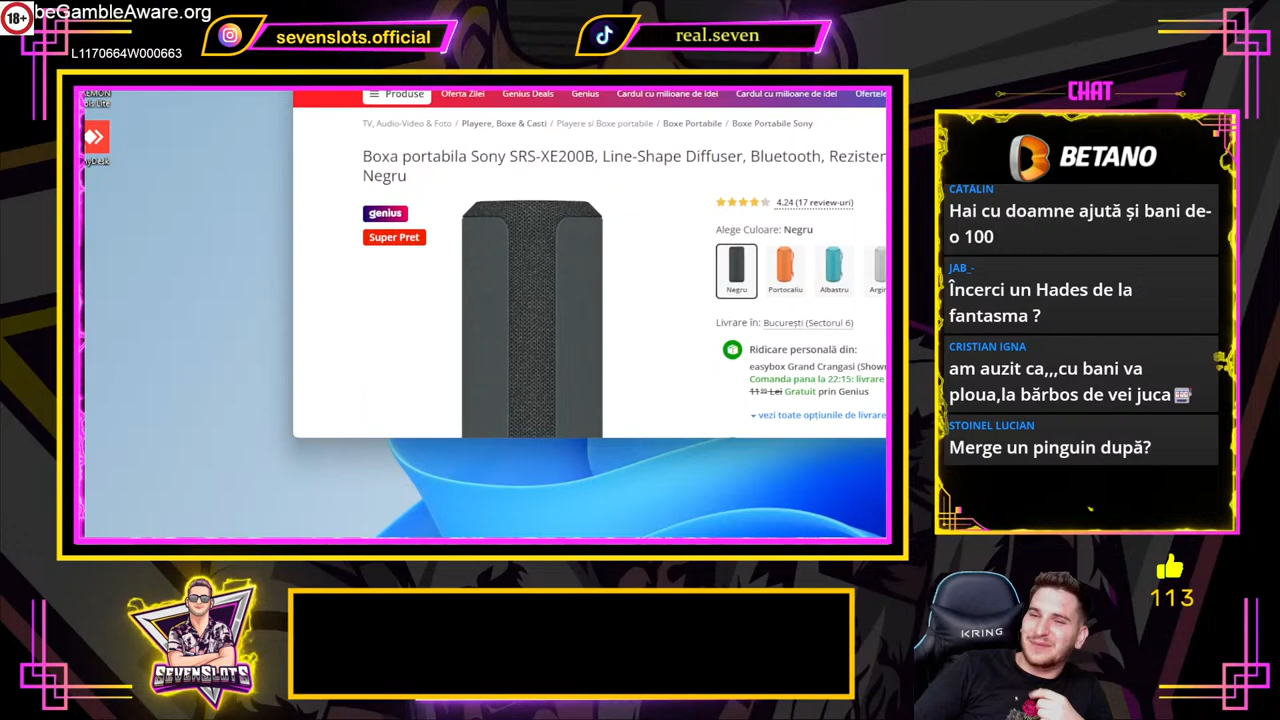 18+
beGambleAware.org
L1170664W000663
sevenslots.official
real.seven
CHAT
BETANO
CĂTĂLIN
Hai cu doamne ajută și bani de-
o 100
JAB_-
Încerci un Hades de la
fantasma ?
CRISTIAN IGNA
am auzit ca,,,cu bani va
ploua,la bărbos de vei juca
STOINEL LUCIAN
Merge un pinguin după?
Produse
Oferta Zilei
Genius Deals
Genius
Cardul cu milioane de idei
Cardul cu milioane de idei
Ofertele
TV, Audio-Video & Foto / Playere, Boxe & Casti / Playere si Boxe portabile / Boxe Portabile / Boxe Portabile Sony
Boxa portabila Sony SRS-XE200B, Line-Shape Diffuser, Bluetooth, Rezisten
Negru
genius
Super Pret
4.24 (17 review-uri)
Alege Culoare: Negru
Negru
Portocaliu
Albastru
Argin
Livrare în: București (Sectorul 6)
Ridicare personală din:
easybox Grand Crangasi (Show
Comanda pana la 22:15: livrare
11⁹⁹ Lei Gratuit prin Genius
vezi toate opțiunile de livrare
SEVENSLOTS
KRING
113